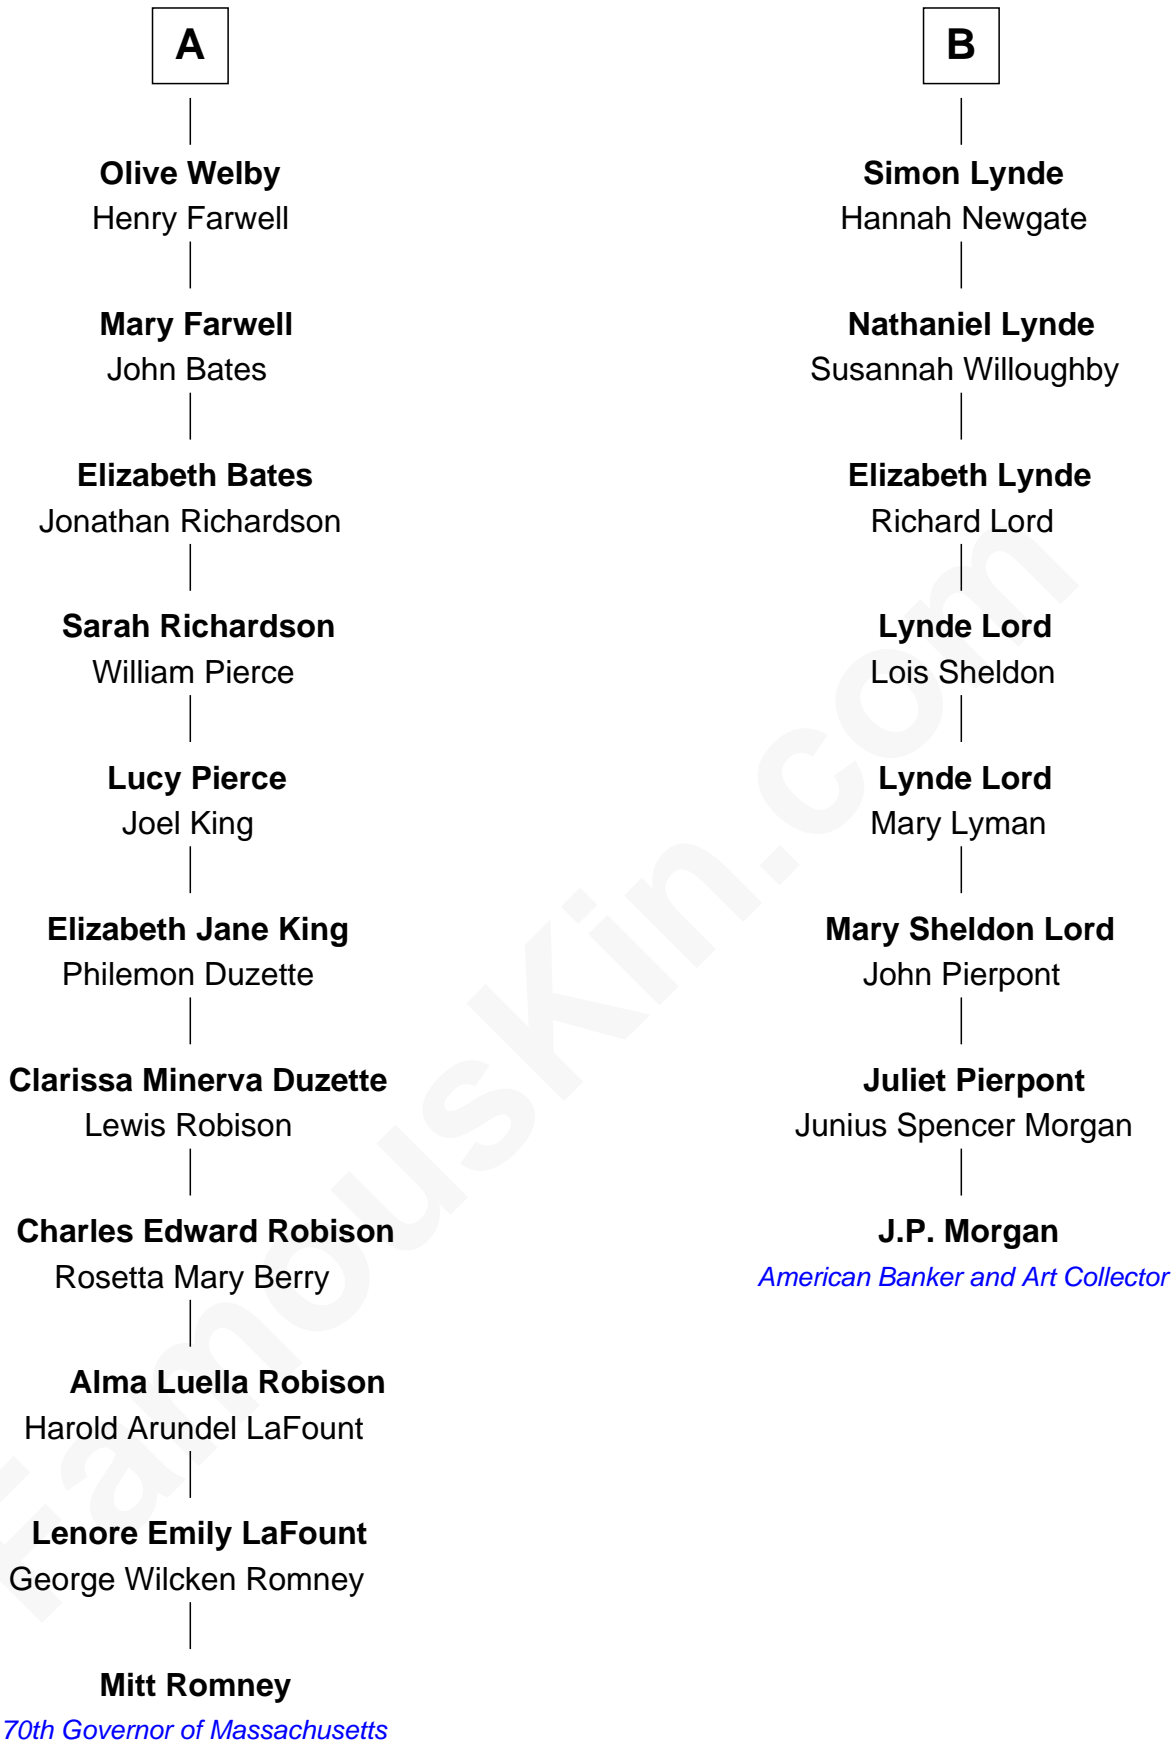 A
Olive Welby
Henry Farwell
Mary Farwell
John Bates
Elizabeth Bates
Jonathan Richardson
Sarah Richardson
William Pierce
Lucy Pierce
Joel King
Elizabeth Jane King
Philemon Duzette
Clarissa Minerva Duzette
Lewis Robison
Charles Edward Robison
Rosetta Mary Berry
Alma Luella Robison
Harold Arundel LaFount
Lenore Emily LaFount
George Wilcken Romney
Mitt Romney
70th Governor of Massachusetts
B
Simon Lynde
Hannah Newgate
Nathaniel Lynde
Susannah Willoughby
Elizabeth Lynde
Richard Lord
Lynde Lord
Lois Sheldon
Lynde Lord
Mary Lyman
Mary Sheldon Lord
John Pierpont
Juliet Pierpont
Junius Spencer Morgan
J.P. Morgan
American Banker and Art Collector
FamousKin.com